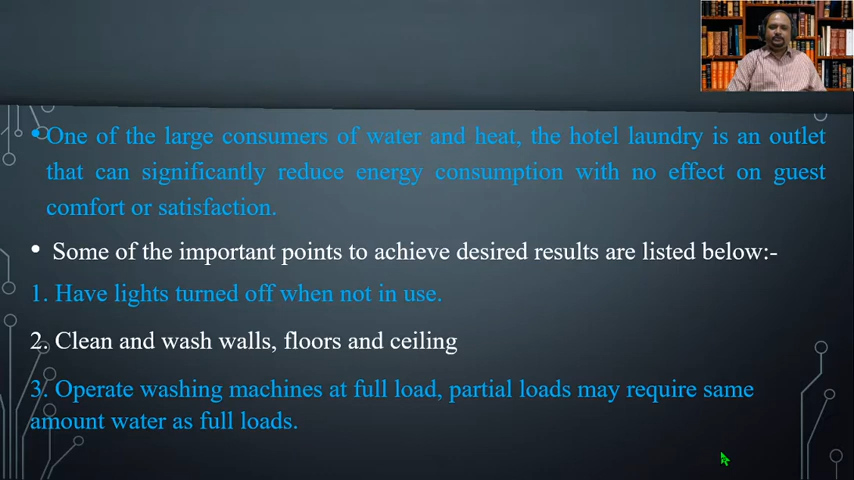 • One of the large consumers of water and heat, the hotel laundry is an outlet
that can significantly reduce energy consumption with no effect on guest
comfort or satisfaction.
• Some of the important points to achieve desired results are listed below:-
1. Have lights turned off when not in use.
2. Clean and wash walls, floors and ceiling
3. Operate washing machines at full load, partial loads may require same
amount water as full loads.